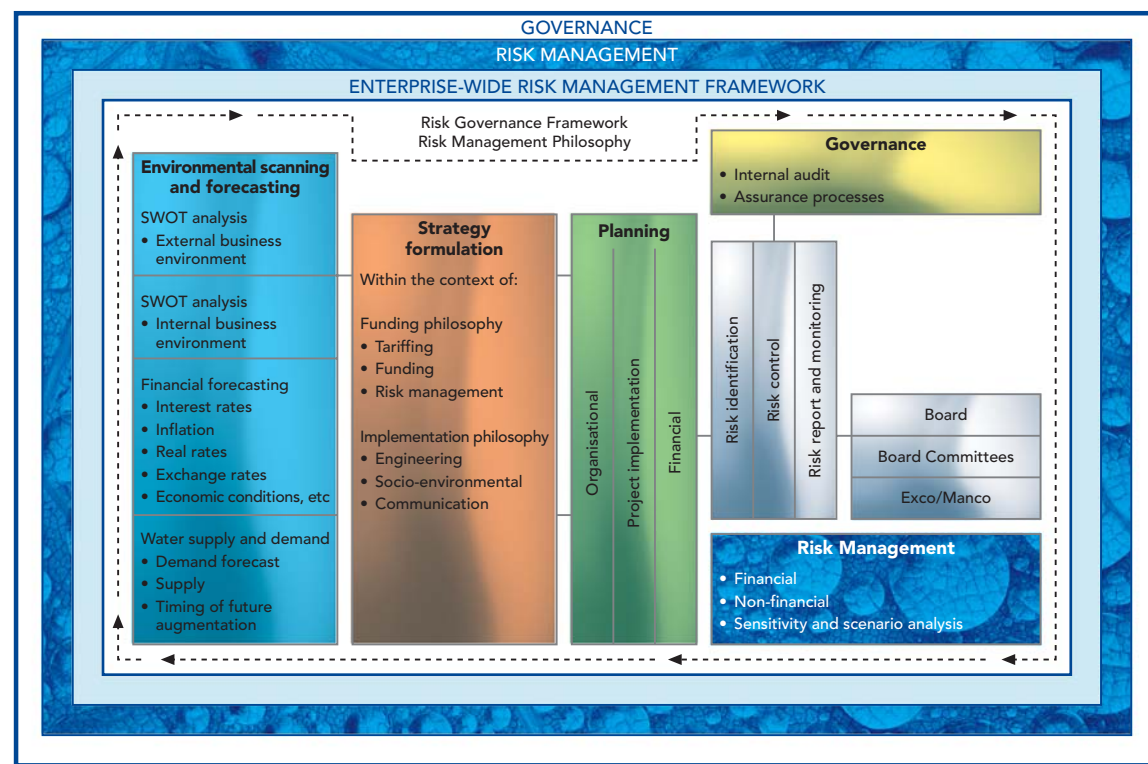 GOVERNANCE
RISK MANAGEMENT
ENTERPRISE-WIDE RISK MANAGEMENT FRAMEWORK
Risk Governance Framework
Risk Management Philosophy
Environmental scanning
and forecasting
SWOT analysis
• External business
environment
SWOT analysis
• Internal business
environment
Financial forecasting
• Interest rates
• Inflation
• Real rates
• Exchange rates
• Economic conditions, etc
Water supply and demand
• Demand forecast
• Supply
• Timing of future
augmentation
Strategy
formulation
Within the context of:
Funding philosophy
• Tariffing
• Funding
• Risk management
Implementation philosophy
• Engineering
• Socio-environmental
• Communication
Planning
Organisational
Project implementation
Financial
Governance
• Internal audit
• Assurance processes
Risk identification
Risk control
Risk report and monitoring
Board
Board Committees
Exco/Manco
Risk Management
• Financial
• Non-financial
• Sensitivity and scenario analysis